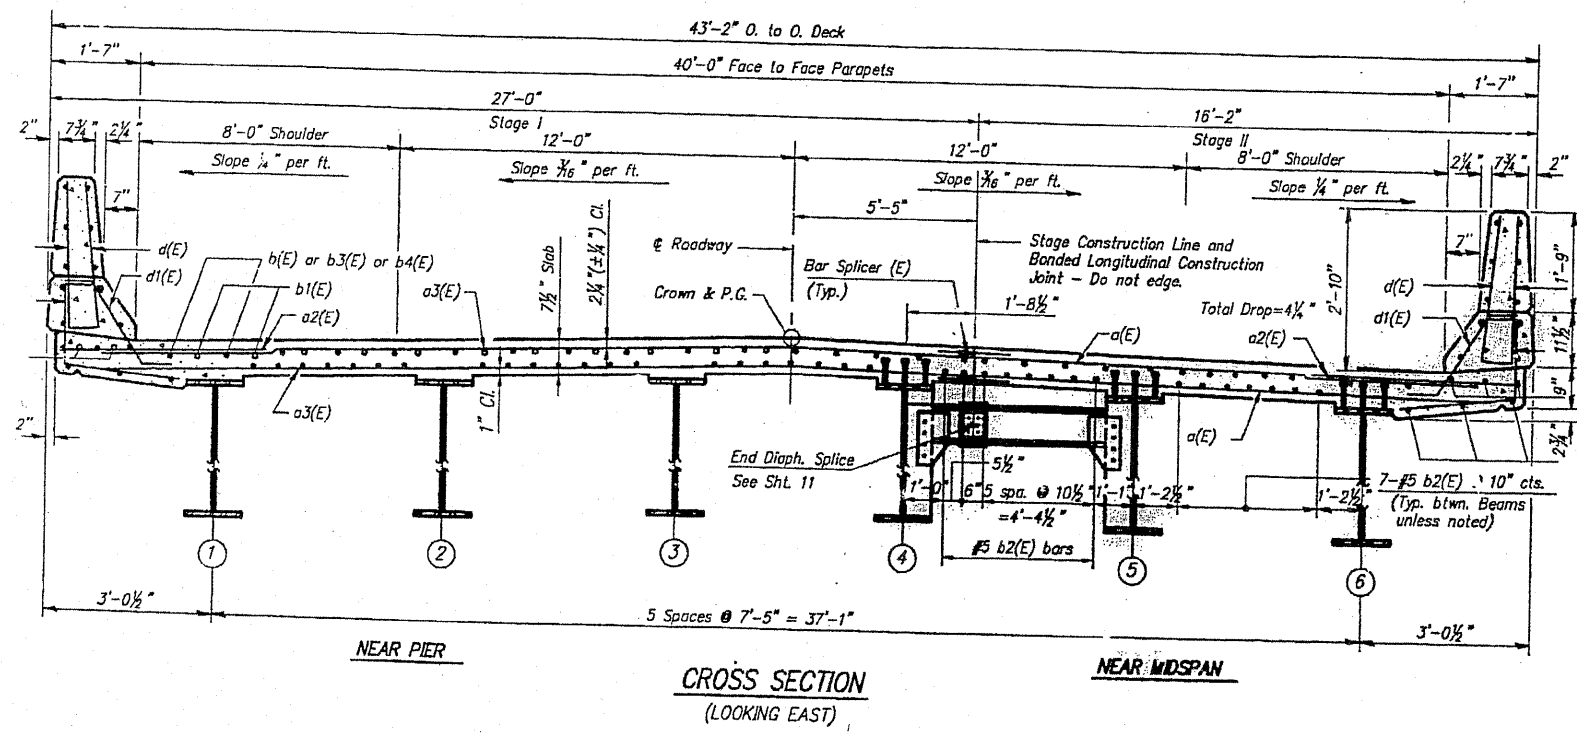 43'-2" O. to O. Deck
1'-7"
40'-0" Face to Face Parapets
1'-7"
27'-0"
Stage I
16'-2"
Stage II
2"
7¾"
2¼"
8'-0" Shoulder
12'-0"
12'-0"
8'-0" Shoulder
2¼"
7¾"
2"
Slope ¼" per ft.
Slope 3/16" per ft.
Slope 3/16" per ft.
Slope ¼" per ft.
7"
5'-5"
7"
d(E)
d1(E)
b(E) or b3(E) or b4(E)
b1(E)
a2(E)
a3(E)
7½" Slab
2¼" (±¼") Cl.
℄ Roadway
Crown & P.G.
Bar Splicer (E)
(Typ.)
Stage Construction Line and
Bonded Longitudinal Construction
Joint - Do not edge.
1'-8½"
Total Drop=4¼"
a(E)
a2(E)
2'-10"
d(E)
d1(E)
1'-9"
11½"
9"
2¾"
2"
a3(E)
1" Cl.
End Diaph. Splice
See Sht. 11
a(E)
5½"
1'-0"
6"
5 spa. @ 10½"
=4'-4½"
1'-1"
1'-2½"
1'-2½"
7-#5 b2(E) 10" cts.
(Typ. btwn. Beams
unless noted)
#5 b2(E) bars
1
2
3
4
5
6
3'-0½"
5 Spaces @ 7'-5" = 37'-1"
3'-0½"
NEAR PIER
NEAR MIDSPAN
CROSS SECTION
(LOOKING EAST)